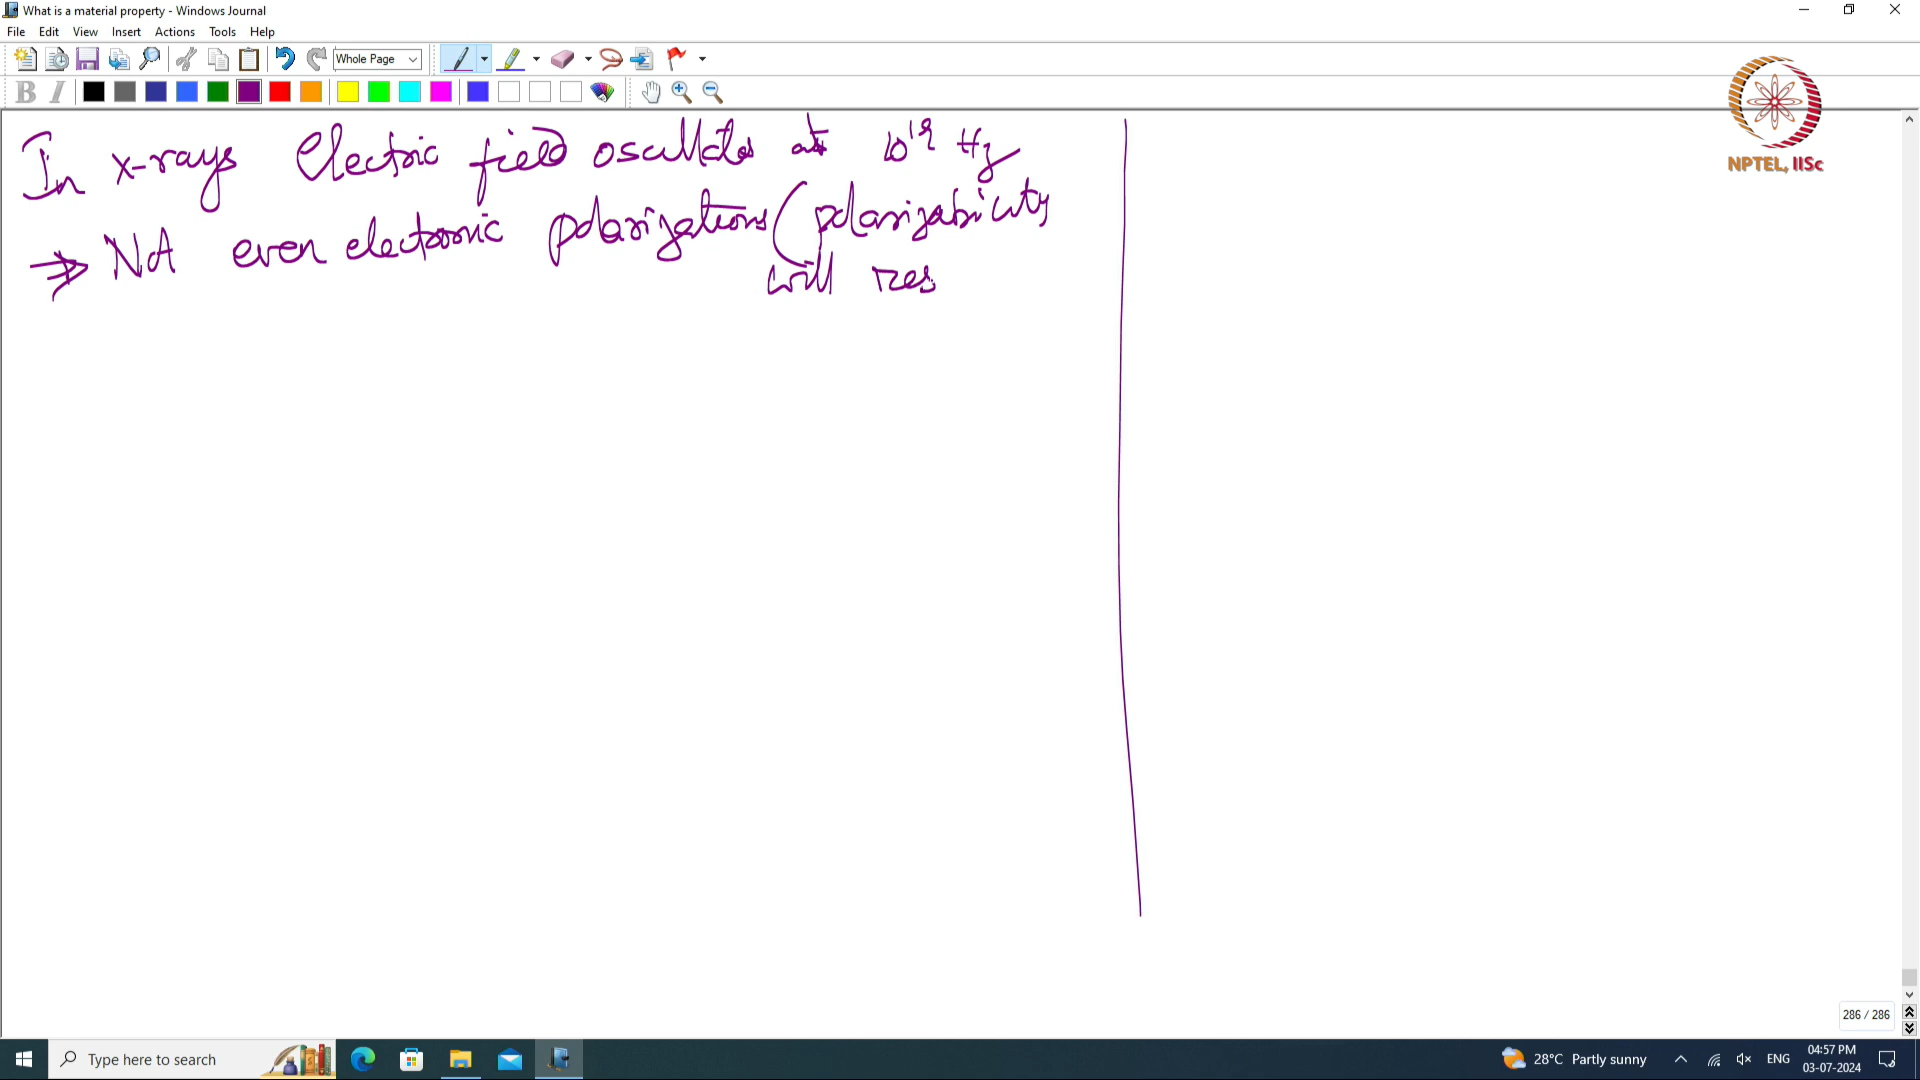 What is a material property - Windows Journal
File Edit View Insert Actions Tools Help
Whole Page
B I
NPTEL, IISc
In x-rays Electric field oscillates at 10^19 Hz
⇒ Not even electronic polarizations (polarizability
will res
286 / 286
Type here to search
28°C Partly sunny
ENG
04:57 PM
03-07-2024